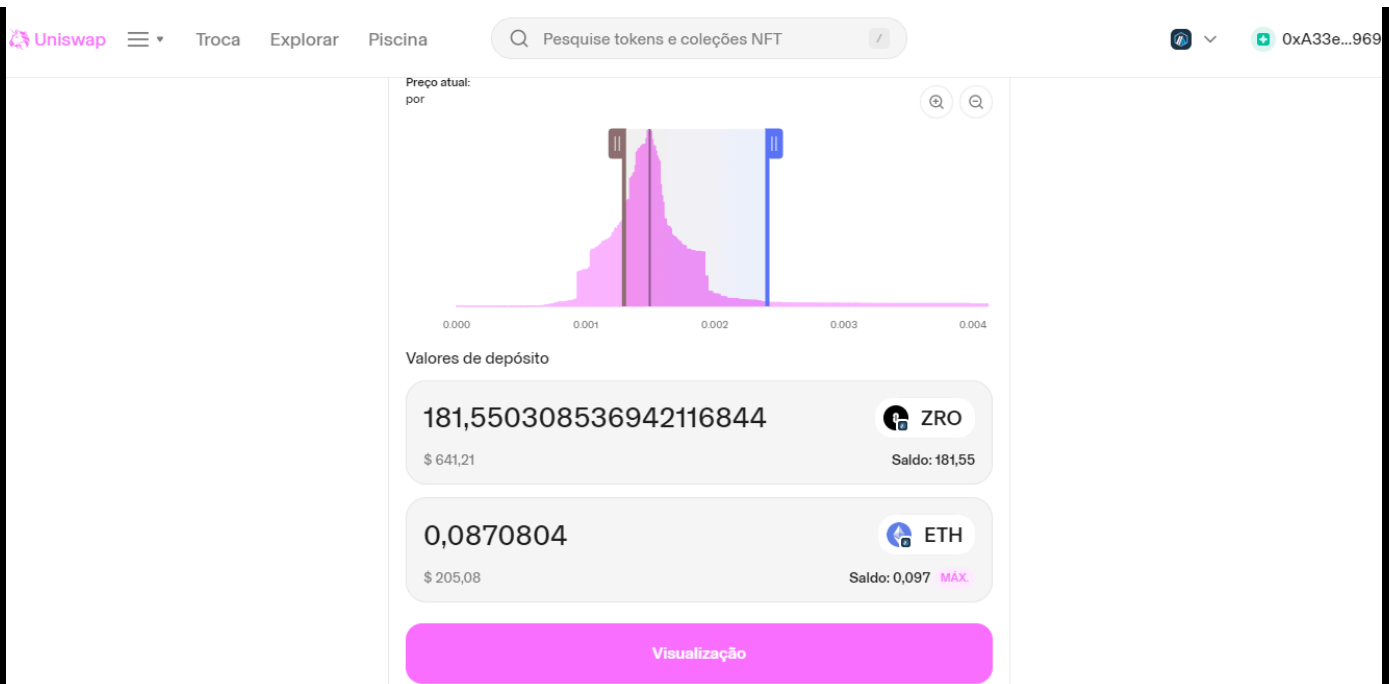 Uniswap Troca Explorar Piscina Pesquise tokens e coleções NFT / 0xA33e...969
Preço atual:
por
0.000 0.001 0.002 0.003 0.004
Valores de depósito
181,550308536942116844 ZRO
$ 641,21 Saldo: 181,55
0,0870804 ETH
$ 205,08 Saldo: 0,097 MÁX.
Visualização